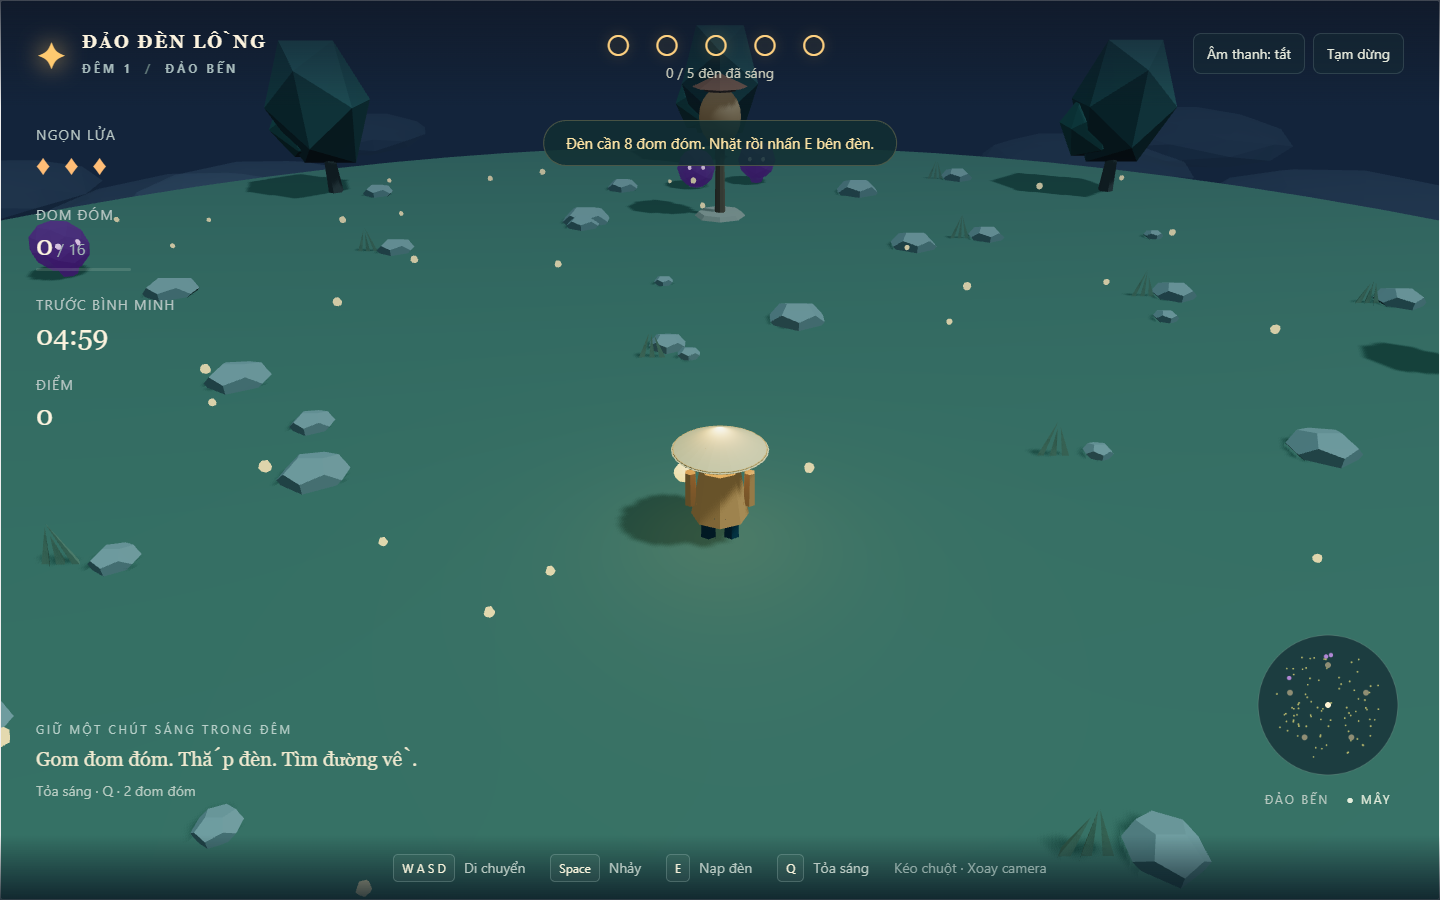 ĐẢO ĐÈN LỒNG
ĐÊM 1 / ĐẢO BẾN
0 / 5 đèn đã sáng
Âm thanh: tắt
Tạm dừng
Đèn cần 8 đom đóm. Nhặt rồi nhấn E bên đèn.
NGỌN LỬA
ĐOM ĐÓM
0 / 16
TRƯỚC BÌNH MINH
04:59
ĐIỂM
0
GIỮ MỘT CHÚT SÁNG TRONG ĐÊM
Gom đom đóm. Thắp đèn. Tìm đường về.
Tỏa sáng · Q · 2 đom đóm
ĐẢO BẾN • MÂY
WASD Di chuyển Space Nhảy E Nạp đèn Q Tỏa sáng Kéo chuột · Xoay camera